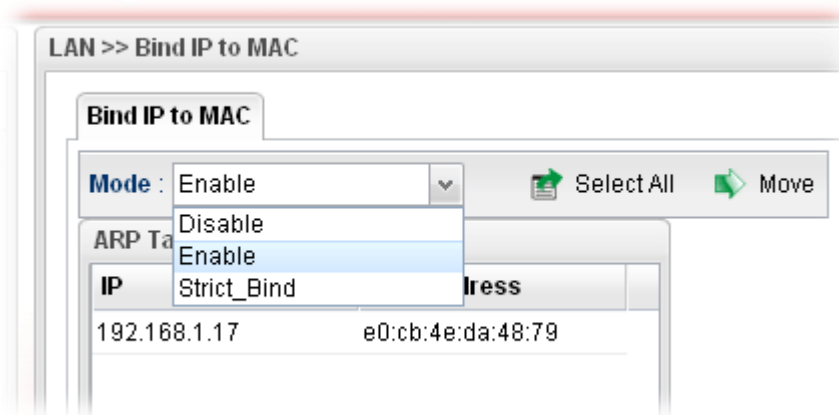 LAN >> Bind IP to MAC
Bind IP to MAC
Mode : Enable Select All Move
Disable
ARP Ta
Enable
IP
Strict_Bind
dress
192.168.1.17 e0:cb:4e:da:48:79